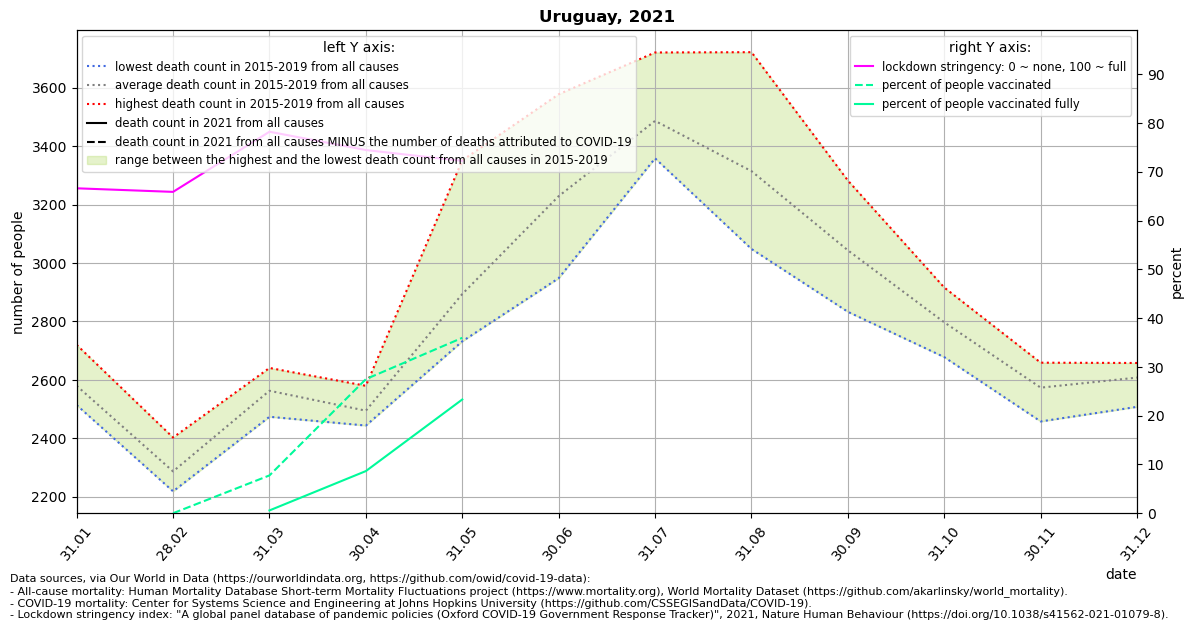 Uruguay, 2021
left Y axis:
lowest death count in 2015-2019 from all causes
average death count in 2015-2019 from all causes
highest death count in 2015-2019 from all causes
death count in 2021 from all causes
death count in 2021 from all causes MINUS the number of deaths attributed to COVID-19
range between the highest and the lowest death count from all causes in 2015-2019
right Y axis:
lockdown stringency: 0 ~ none, 100 ~ full
percent of people vaccinated
percent of people vaccinated fully
number of people
3600
3400
3200
3000
2800
2600
2400
2200
percent
90
80
70
60
50
40
30
20
10
0
31.01
28.02
31.03
30.04
31.05
30.06
31.07
31.08
30.09
31.10
30.11
31.12
date
Data sources, via Our World in Data (https://ourworldindata.org, https://github.com/owid/covid-19-data):
- All-cause mortality: Human Mortality Database Short-term Mortality Fluctuations project (https://www.mortality.org), World Mortality Dataset (https://github.com/akarlinsky/world_mortality).
- COVID-19 mortality: Center for Systems Science and Engineering at Johns Hopkins University (https://github.com/CSSEGISandData/COVID-19).
- Lockdown stringency index: "A global panel database of pandemic policies (Oxford COVID-19 Government Response Tracker)", 2021, Nature Human Behaviour (https://doi.org/10.1038/s41562-021-01079-8).